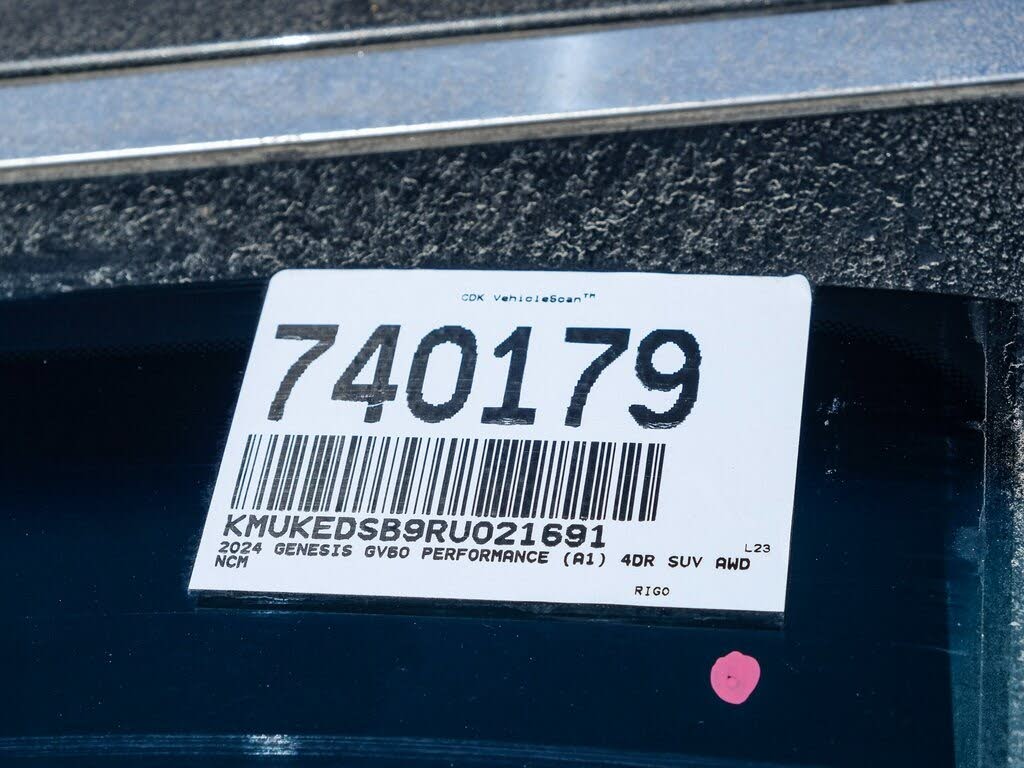 CDK VehicleScan™
740179
KMUKEDSB9RU021691
L23
2024 GENESIS GV60 PERFORMANCE (A1) 4DR SUV AWD
NCM
RIGO